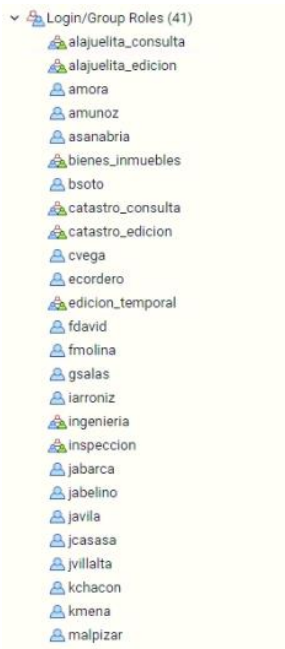 Login/Group Roles (41)
alajuelita_consulta
alajuelita_edicion
amora
amunoz
asanabria
bienes_inmuebles
bsoto
catastro_consulta
catastro_edicion
cvega
ecordero
edicion_temporal
fdavid
fmolina
gsalas
iarroniz
ingenieria
inspeccion
jabarca
jabelino
javila
jcasasa
jvillalta
kchacon
kmena
malpizar